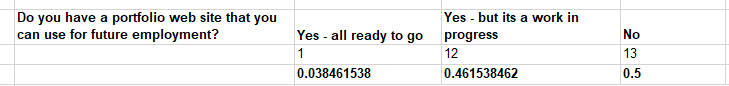 Do you have a portfolio web site that you
can use for future employment?
Yes - all ready to go
Yes - but its a work in
progress
No
1
12
13
0.038461538
0.461538462
0.5